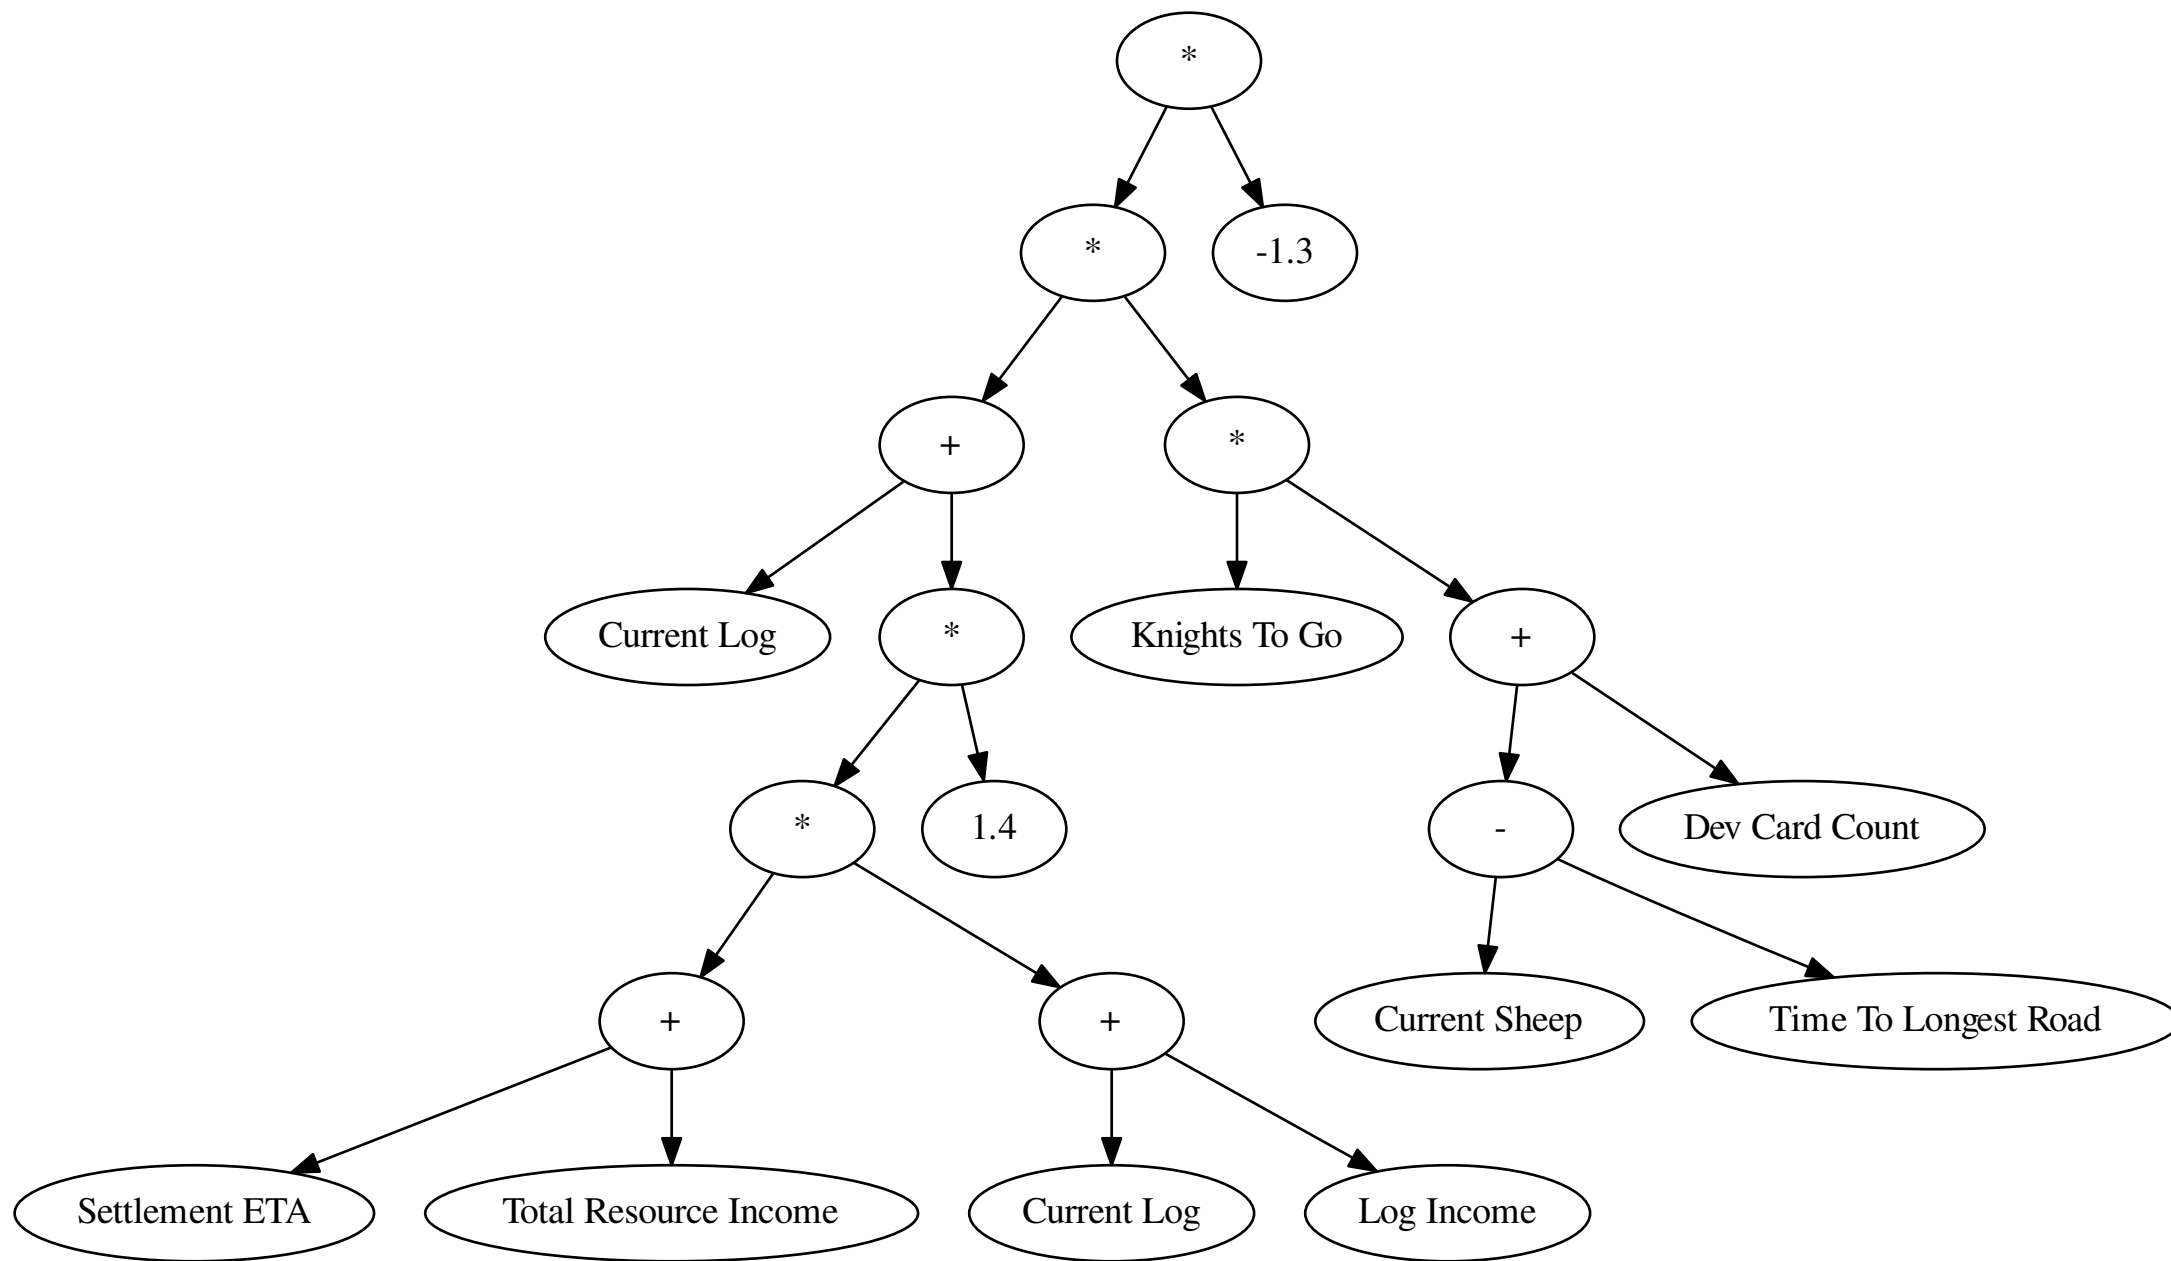 *
*
-1.3
+
*
Current Log
*
Knights To Go
+
*
1.4
-
Dev Card Count
+
+
Current Sheep
Time To Longest Road
Settlement ETA
Total Resource Income
Current Log
Log Income